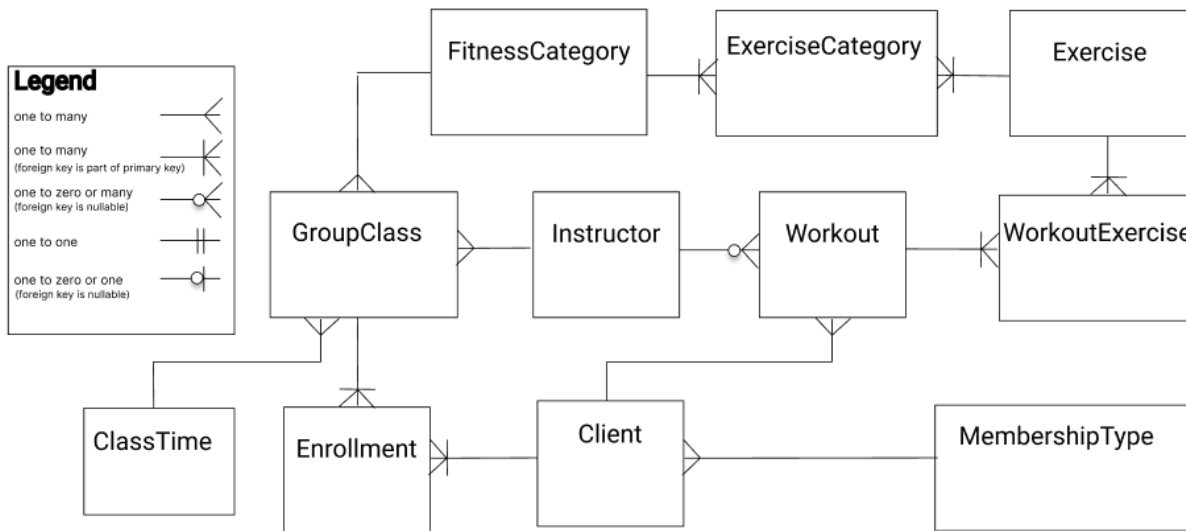 FitnessCategory
ExerciseCategory
Exercise
Legend
one to many
one to many
(foreign key is part of primary key)
one to zero or many
(foreign key is nullable)
one to one
one to zero or one
(foreign key is nullable)
GroupClass
Instructor
Workout
WorkoutExercise
ClassTime
Enrollment
Client
MembershipType